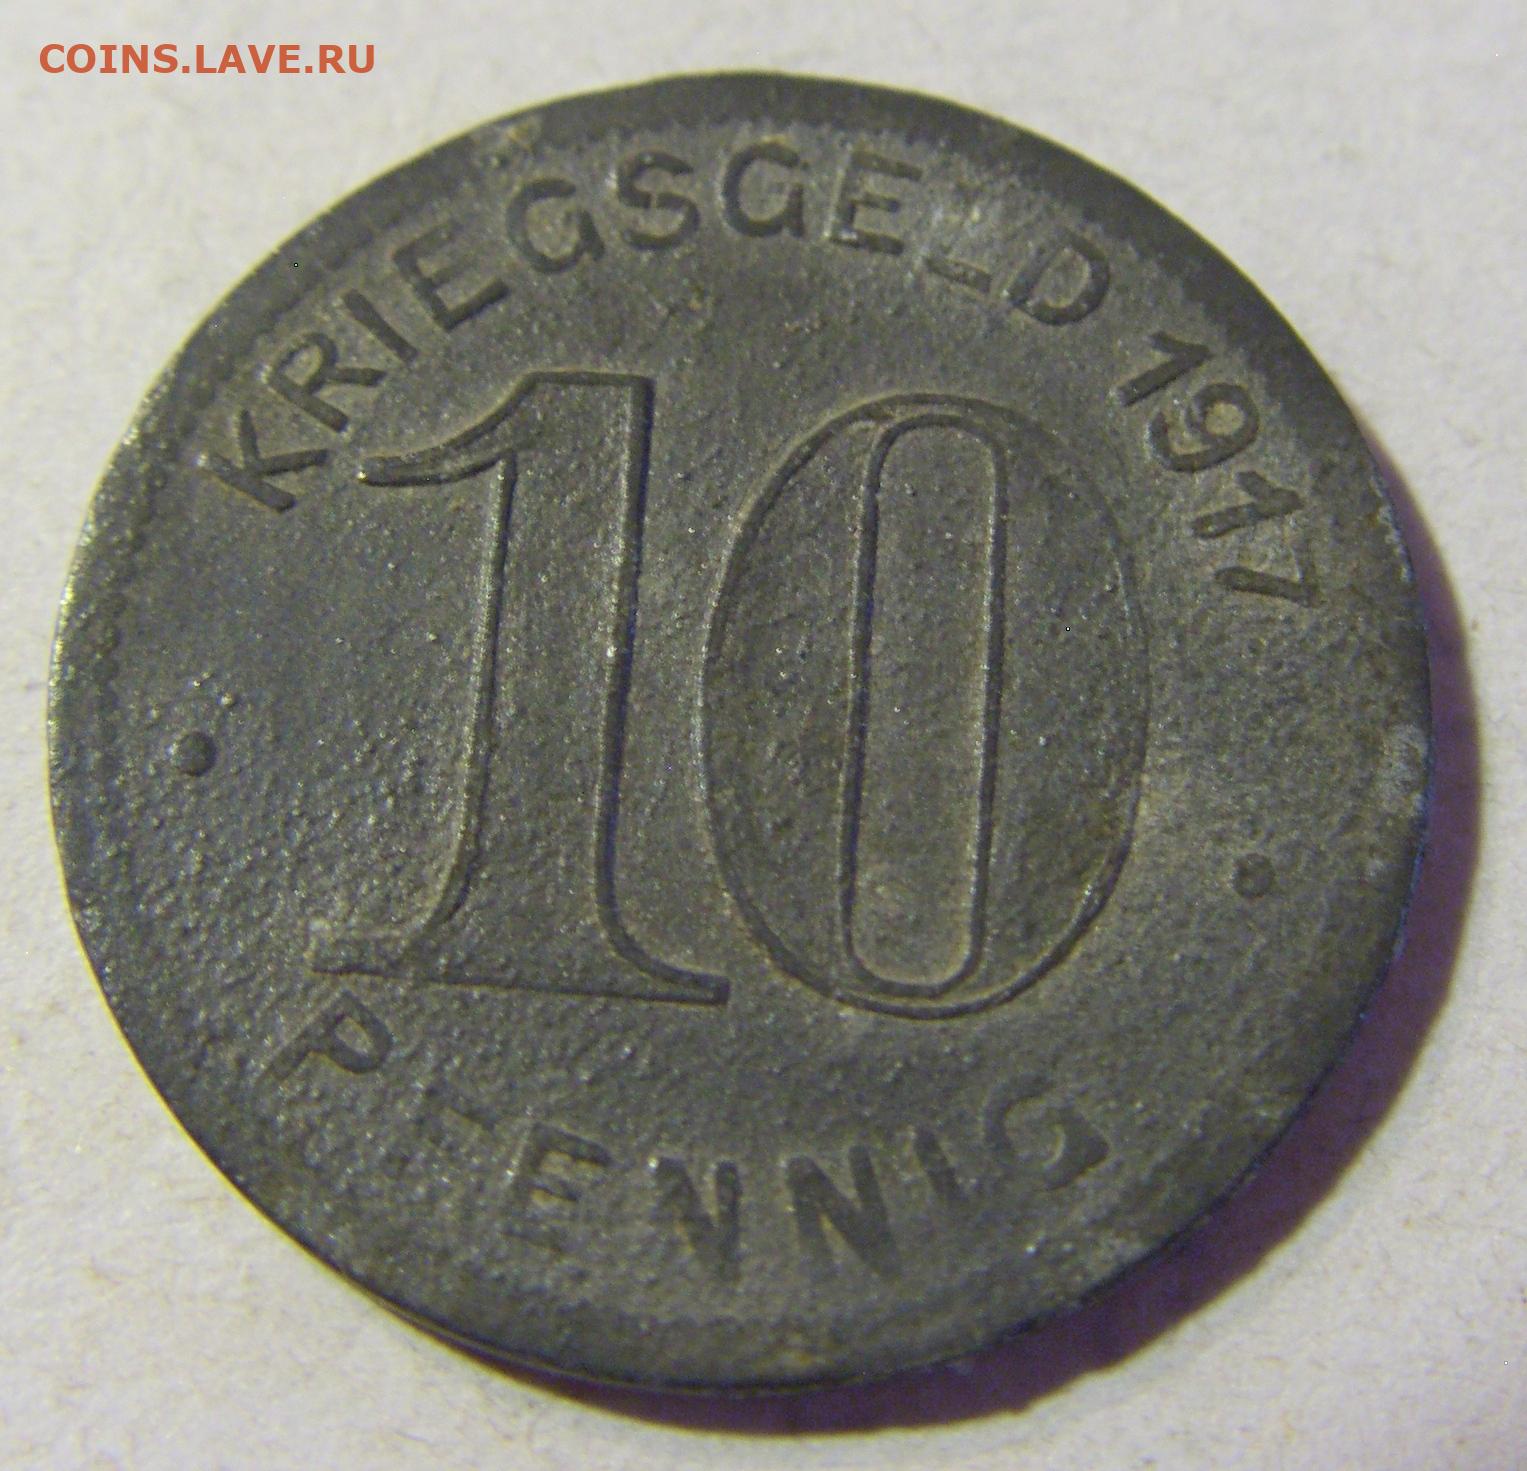 COINS.LAVE.RU
KRIEGSGELD 1917
10
PFENNIG